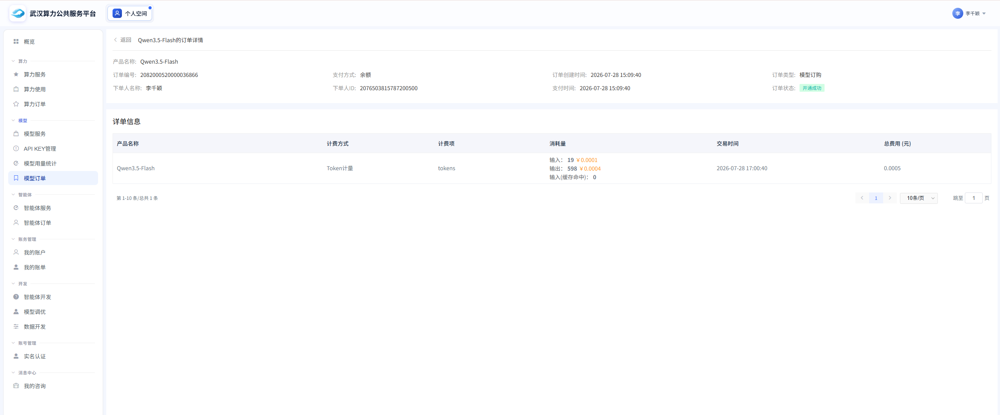 武汉算力公共服务平台
个人空间
李 李千颖
概览
算力
算力服务
算力使用
算力订单
模型
模型服务
API KEY管理
模型用量统计
模型订单
智能体
智能体服务
智能体订单
账务管理
我的账户
我的账单
开发
智能体开发
模型调优
数据开发
账号管理
实名认证
消息中心
我的咨询
返回 Qwen3.5-Flash的订单详情
产品名称: Qwen3.5-Flash
订单编号: 2082000520000036866 支付方式: 余额 订单创建时间: 2026-07-28 15:09:40 订单类型: 模型订购
下单人名称: 李千颖 下单人ID: 2076503815787200500 支付时间: 2026-07-28 15:09:40 订单状态: 开通成功
详单信息
产品名称 计费方式 计费项 消耗量 交易时间 总费用 (元)
输入: 19 ￥0.0001
Qwen3.5-Flash Token计量 tokens 输出: 598 ￥0.0004 2026-07-28 17:00:40 0.0005
输入(缓存命中): 0
第 1-10 条/总共 1 条 1 10条/页 跳至 1 页